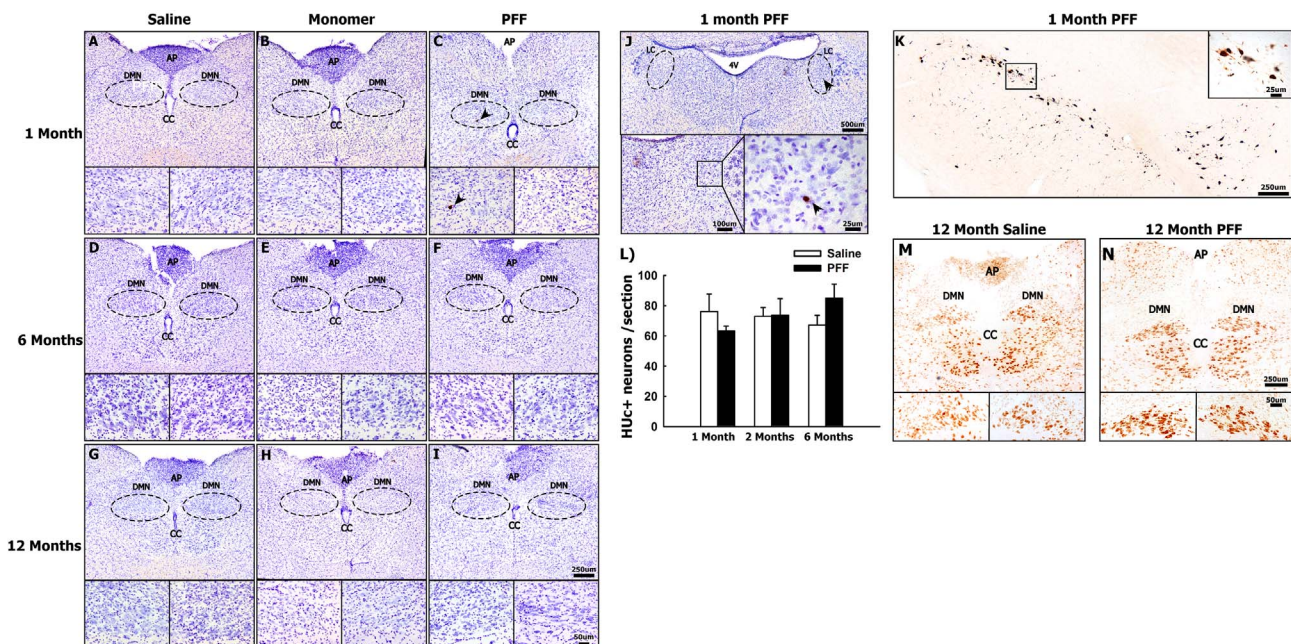 Saline
Monomer
PFF
1 month PFF
1 Month PFF
1 Month
A
AP
DMN
DMN
CC
B
AP
DMN
DMN
CC
C
AP
DMN
DMN
CC
6 Months
D
AP
DMN
DMN
CC
E
AP
DMN
DMN
CC
F
AP
DMN
DMN
CC
12 Months
G
AP
DMN
DMN
CC
H
AP
DMN
DMN
CC
I
AP
DMN
DMN
CC
250um
50um
J
LC
4V
LC
500um
100um
25um
K
25um
250um
L)
Saline
PFF
HUc+ neurons /section
100
80
60
40
20
0
1 Month
2 Months
6 Months
12 Month Saline
M
AP
DMN
DMN
CC
12 Month PFF
N
AP
DMN
DMN
CC
250um
50um